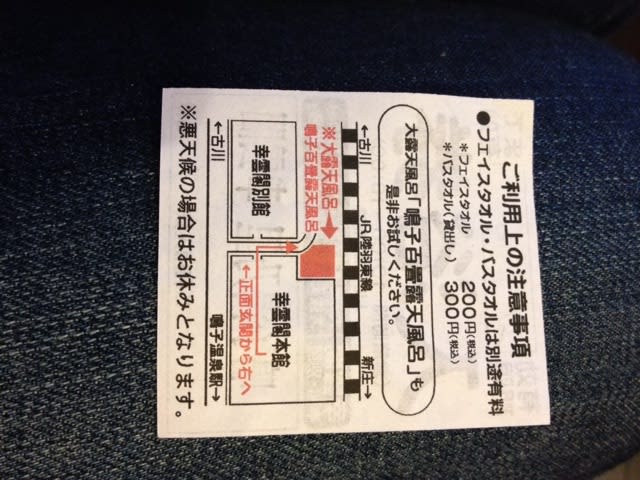 ご利用上の注意事項
●フェイスタオル・バスタオルは別途有料
＊フェイスタオル 200円(税込)
＊バスタオル(貸出し) 300円(税込)
大露天風呂「鳴子百畳露天風呂」も
是非お試しください。
←古川 JR陸羽東線 新庄→
※大露天風呂
鳴子百畳露天風呂
幸雲閣別館
幸雲閣本館
←正面玄関から右へ
←古川 鳴子温泉駅→
※悪天候の場合はお休みとなります。